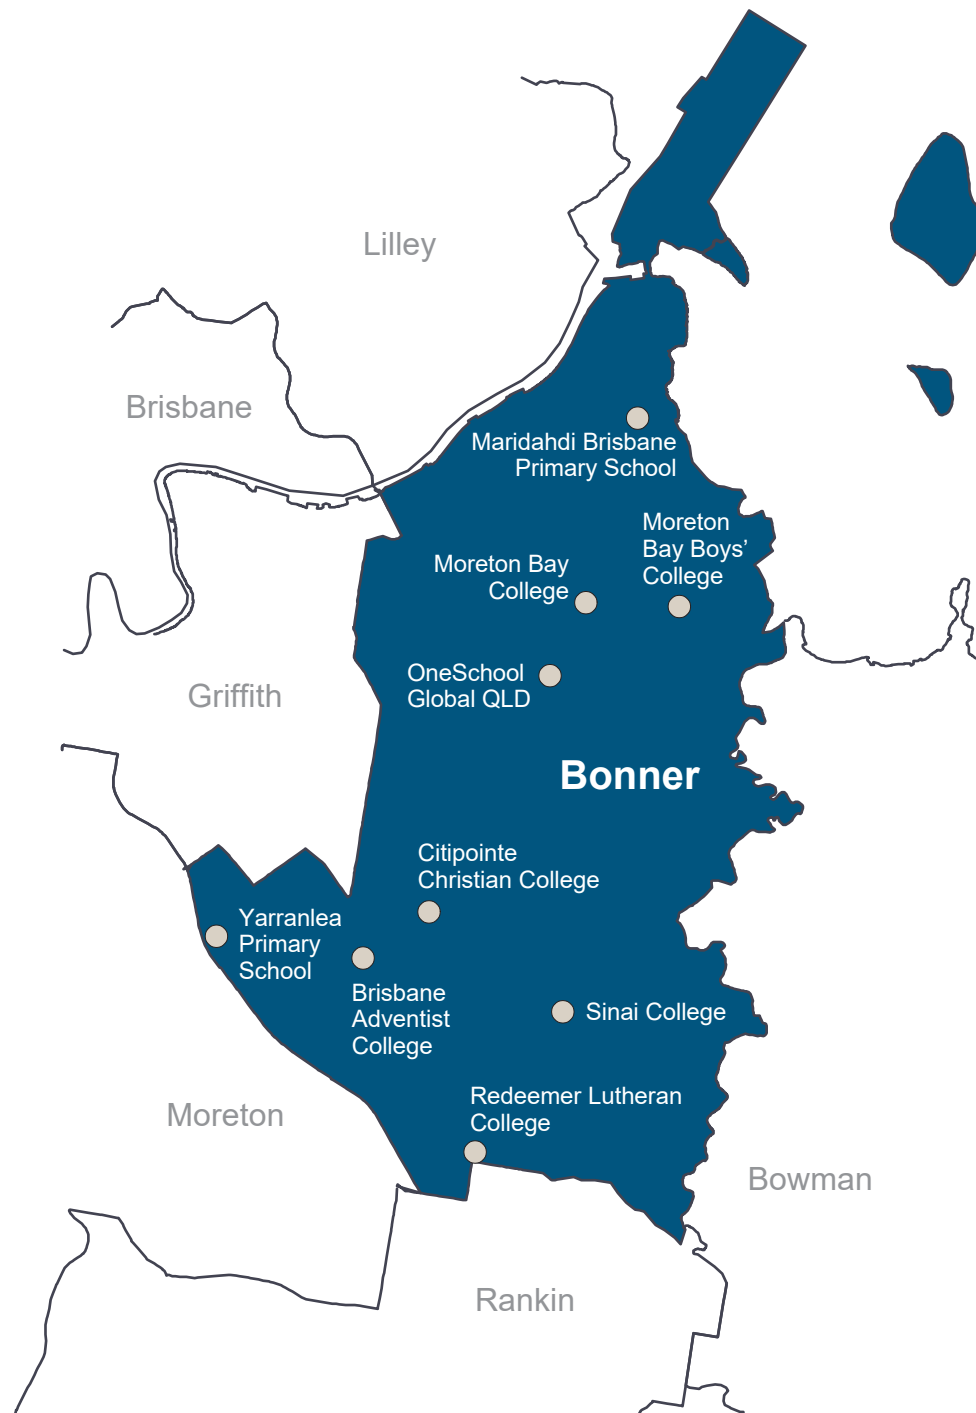 Lilley
Brisbane
Maridahdi Brisbane
Primary School
Moreton
Bay Boys’
College
Moreton Bay
College
OneSchool
Global QLD
Griffith
Bonner
Citipointe
Christian College
Yarranlea
Primary
School
Brisbane
Adventist
College
Sinai College
Redeemer Lutheran
College
Moreton
Bowman
Rankin